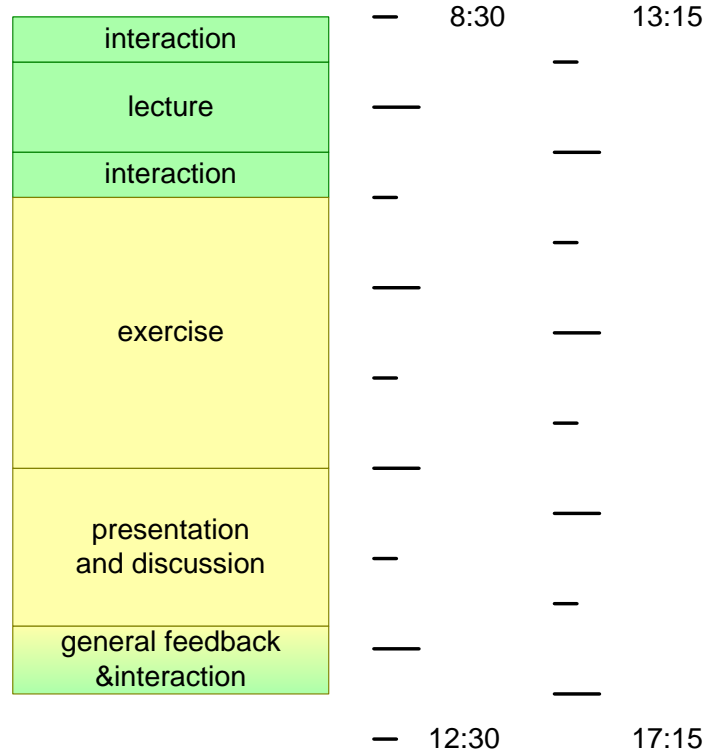 interaction
8:30
13:15
lecture
interaction
exercise
presentation
and discussion
general feedback
&interaction
12:30
17:15